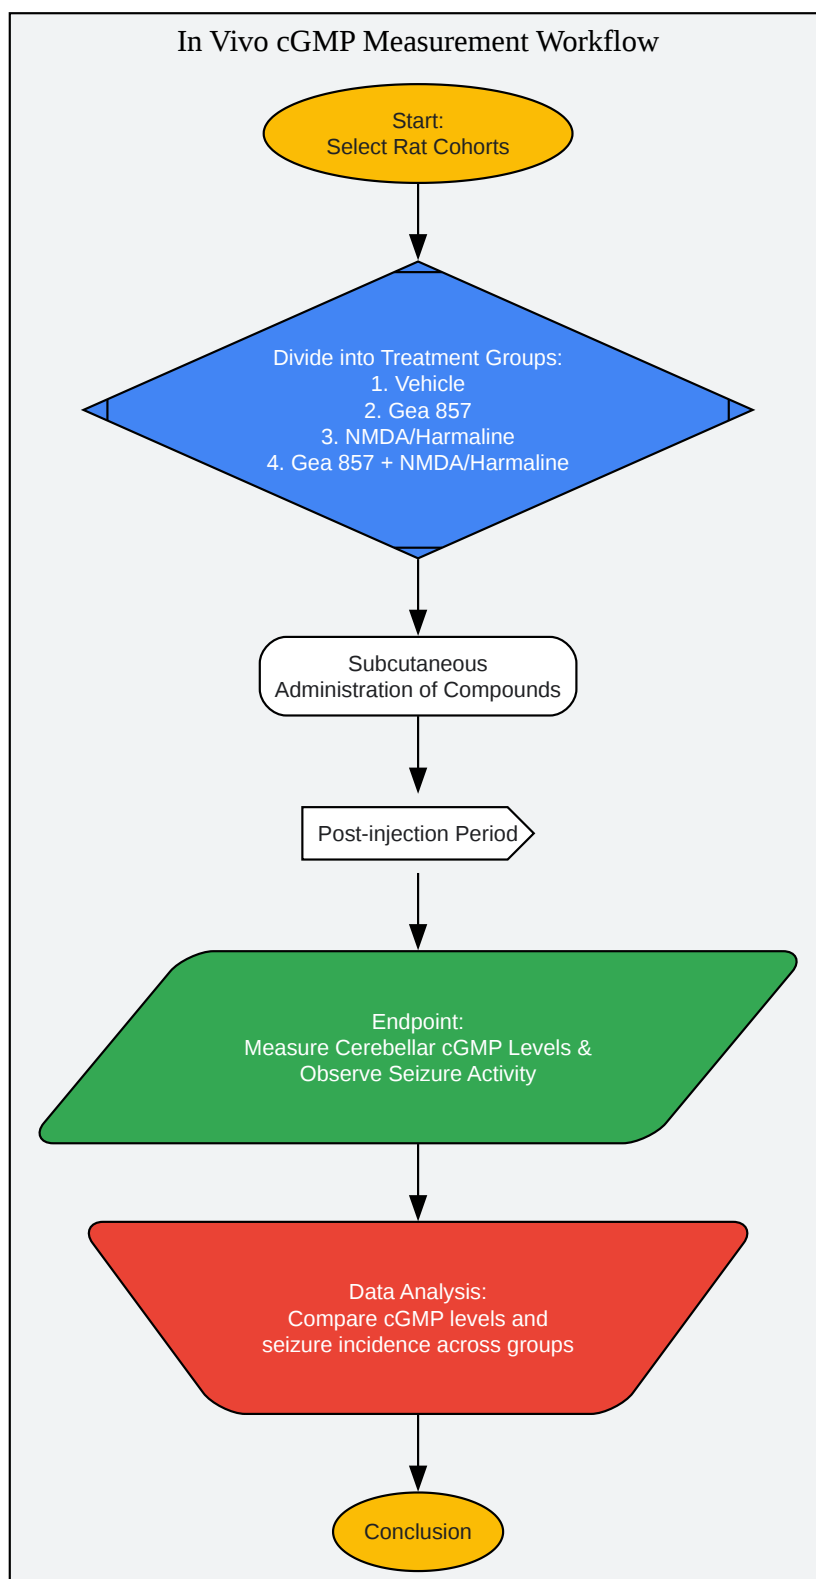 In Vivo cGMP Measurement Workflow
Start:
Select Rat Cohorts
Divide into Treatment Groups:
1. Vehicle
2. Gea 857
3. NMDA/Harmaline
4. Gea 857 + NMDA/Harmaline
Subcutaneous
Administration of Compounds
Post-injection Period
Endpoint:
Measure Cerebellar cGMP Levels &
Observe Seizure Activity
Data Analysis:
Compare cGMP levels and
seizure incidence across groups
Conclusion